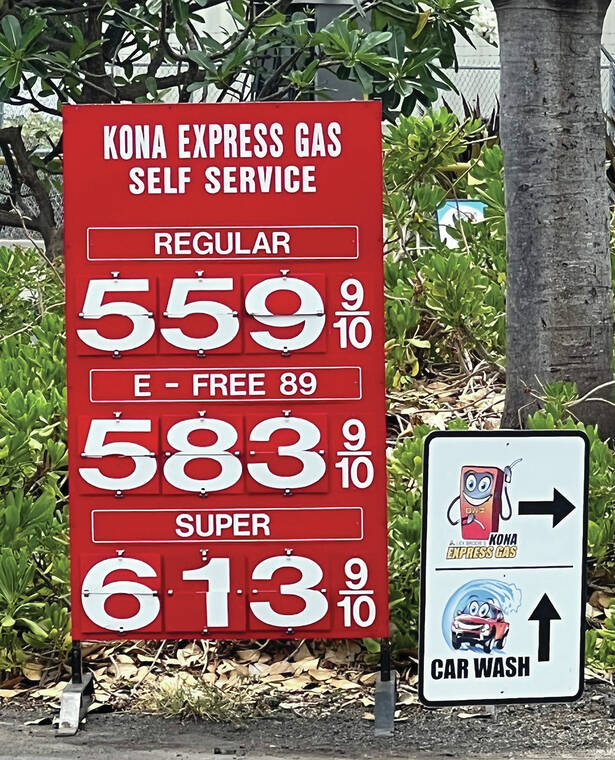 KONA EXPRESS GAS
SELF SERVICE
REGULAR
559 9/10
E - FREE 89
583 9/10
SUPER
613 9/10
KONA
EXPRESS GAS
CAR WASH